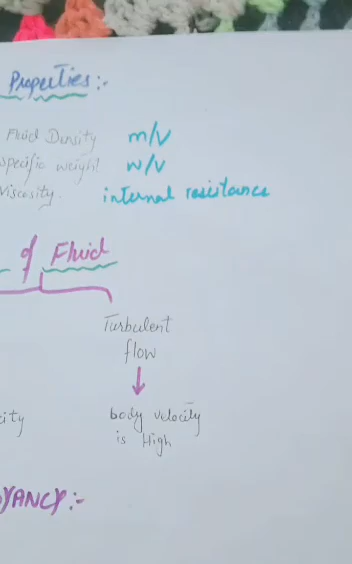 Properties:-
Fluid Density m/v
specific weight w/v
Viscosity. internal resistance
of Fluid
Turbulent
flow
body velocity
is High